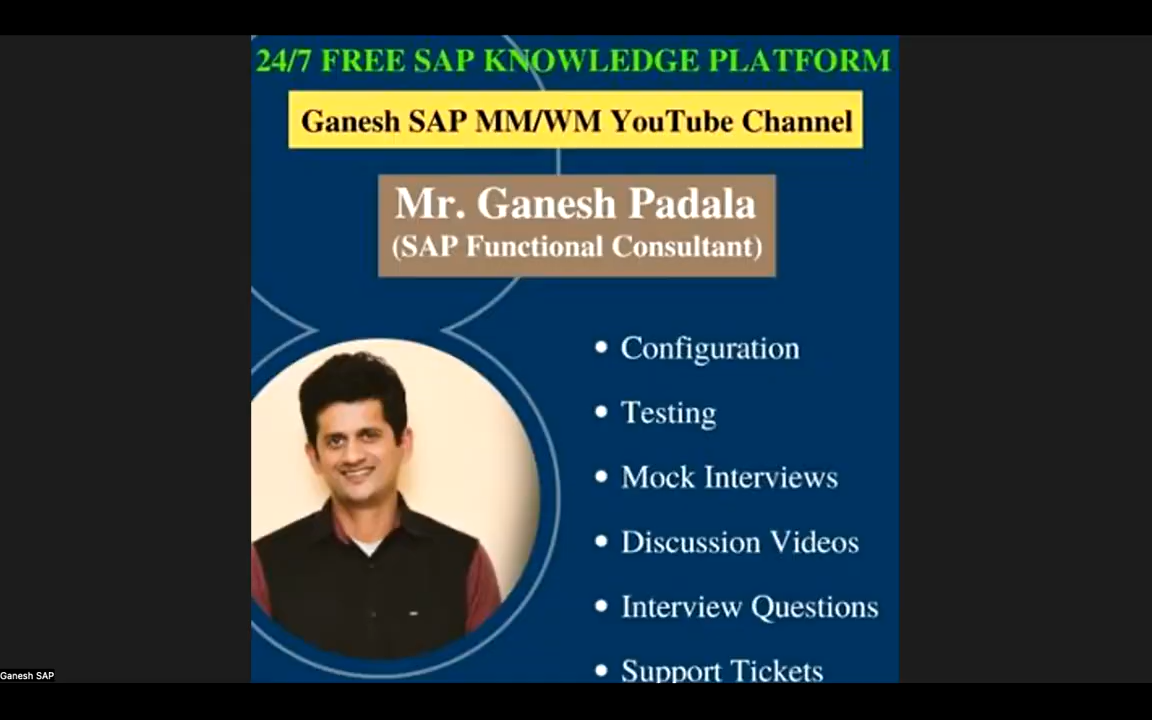 24/7 FREE SAP KNOWLEDGE PLATFORM
Ganesh SAP MM/WM YouTube Channel
Mr. Ganesh Padala
(SAP Functional Consultant)
• Configuration
• Testing
• Mock Interviews
• Discussion Videos
• Interview Questions
• Support Tickets
Ganesh SAP